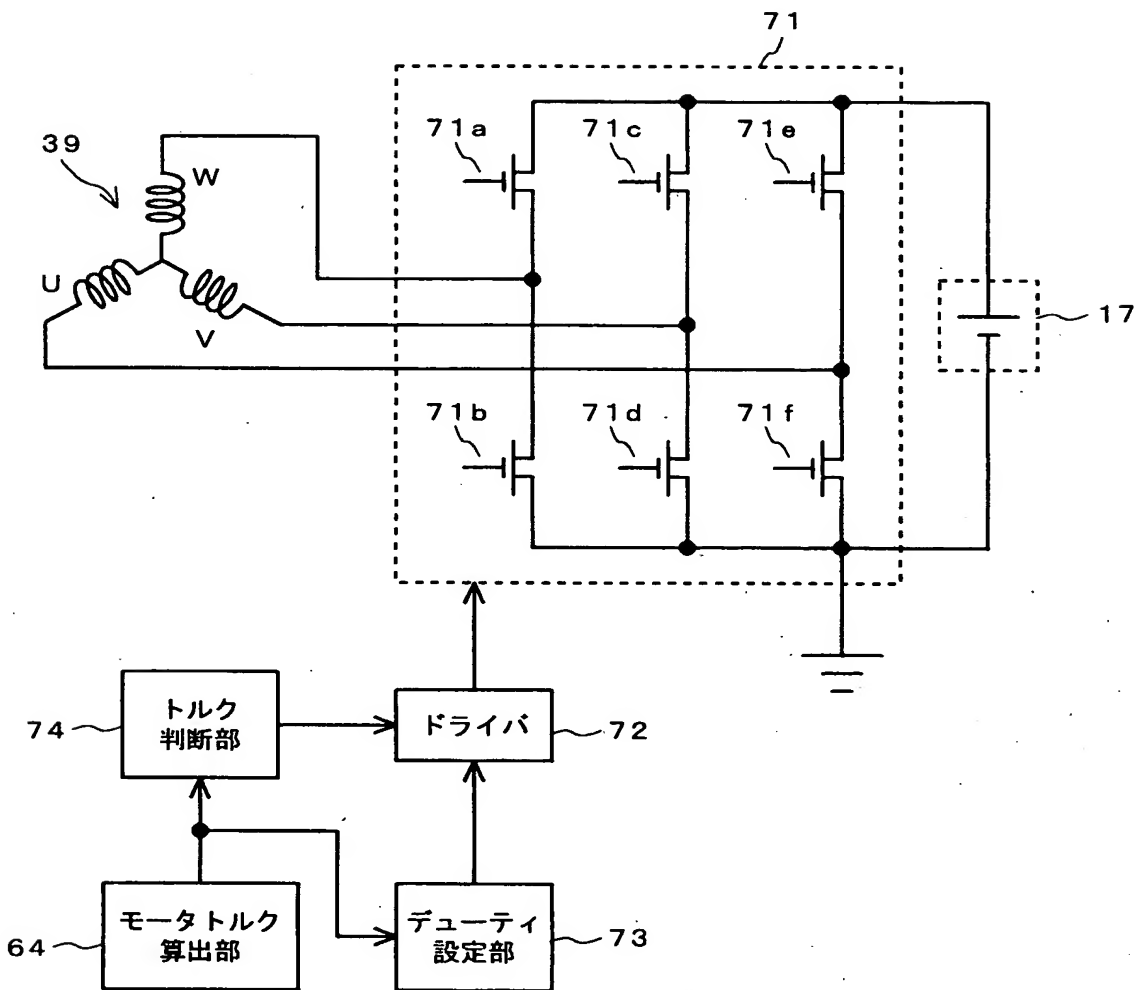 71
71a
71c
71e
39
W
U
V
17
71b
71d
71f
トルク
判断部
74
ドライバ
72
モータトルク
算出部
64
デューティ
設定部
73